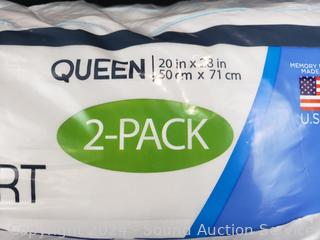 QUEEN
20 in x 28 in
50 cm x 71 cm
MEMORY
MADE
U.S
2-PACK
RT
Copyright 2024 - Sound Auction Service